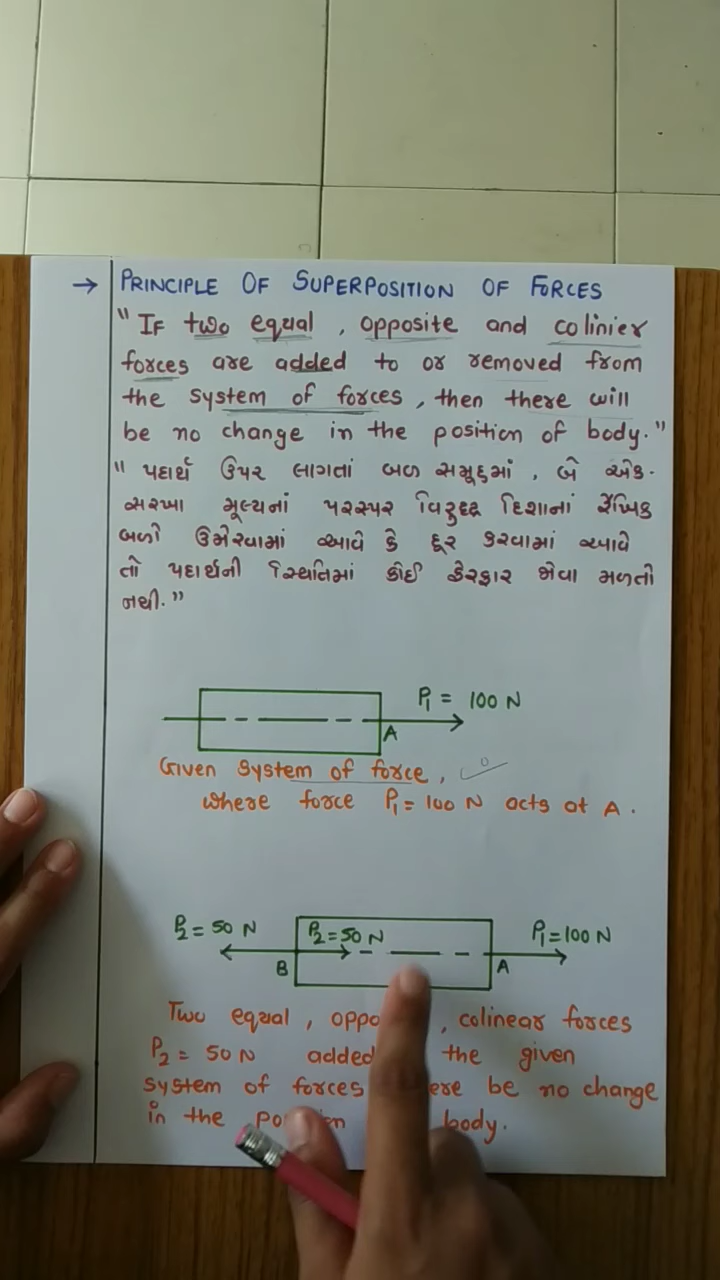 → PRINCIPLE OF SUPERPOSITION OF FORCES
"IF two equal, opposite and colinier
forces are added to or removed from
the system of forces, then there will
be no change in the position of body."
"પદાર્થ ઉપર લાગતાં બળ સમૂહમાં, બે એક-
સરખા મૂલ્યનાં પરસ્પર વિરુદ્ધ દિશાનાં રૈખિક
બળો ઉમેરવામાં આવે કે દૂર કરવામાં આવે
તો પદાર્થની સ્થિતિમાં કોઈ ફેરફાર જોવા મળતો
નથી."
P₁ = 100 N
A
Given system of force,
where force P₁ = 100 N acts at A.
P₂ = 50 N P₂ = 50 N P₁ = 100 N
B A
Two equal, oppo , colinear forces
P₂ = 50 N added the given
system of forces be no change
in the body.